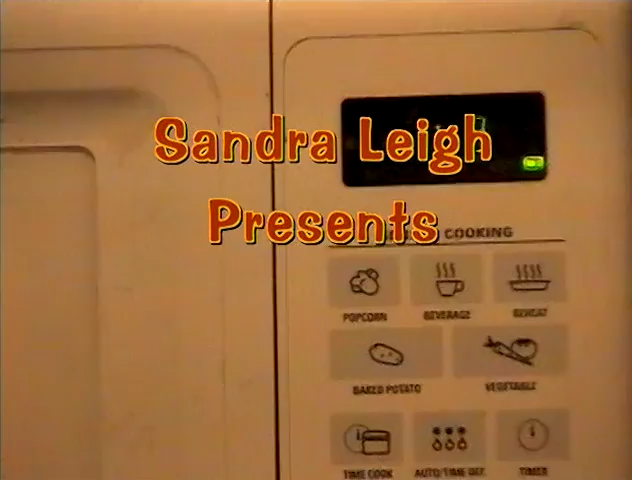 Sandra Leigh
Presents
COOKING
POPCORN
BEVERAGE
REHEAT
BAKED POTATO
VEGETABLE
TIME COOK
AUTO/TIME DEF.
TIMER